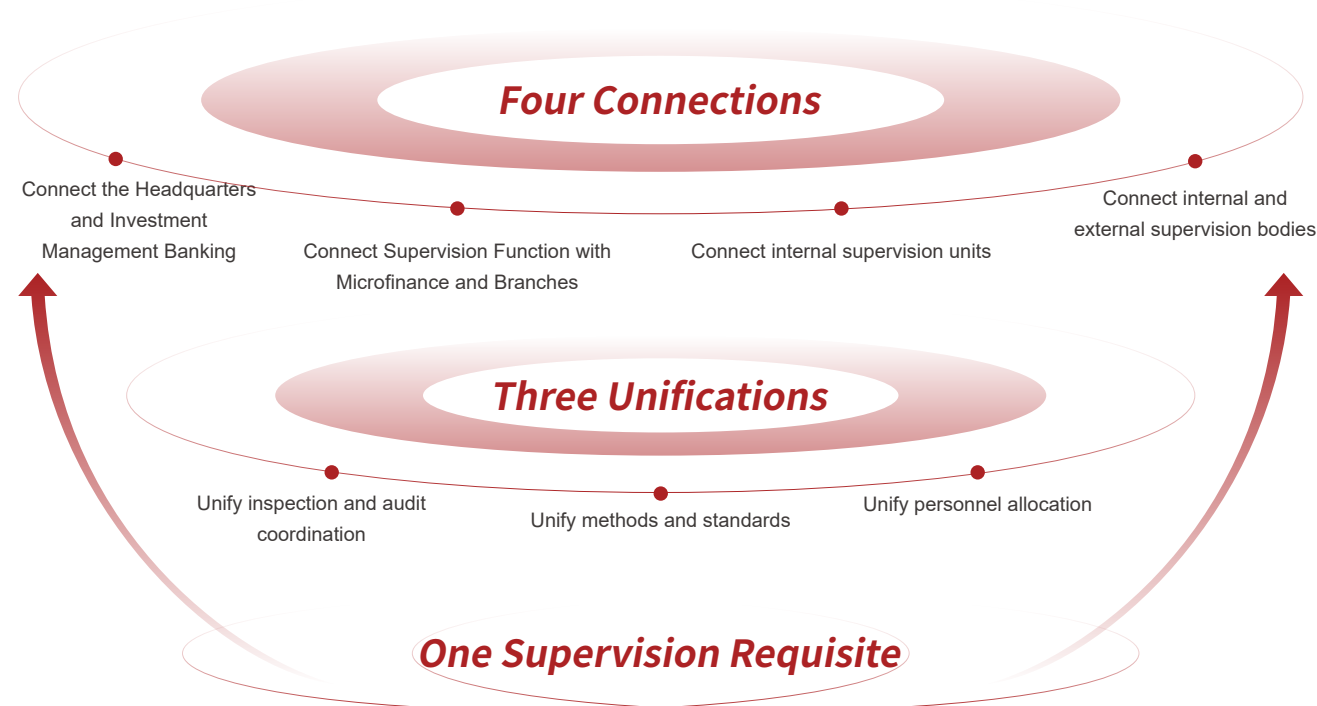 Four Connections
Connect the Headquarters
and Investment
Management Banking
Connect Supervision Function with
Microfinance and Branches
Connect internal supervision units
Connect internal and
external supervision bodies
Three Unifications
Unify inspection and audit
coordination
Unify methods and standards
Unify personnel allocation
One Supervision Requisite